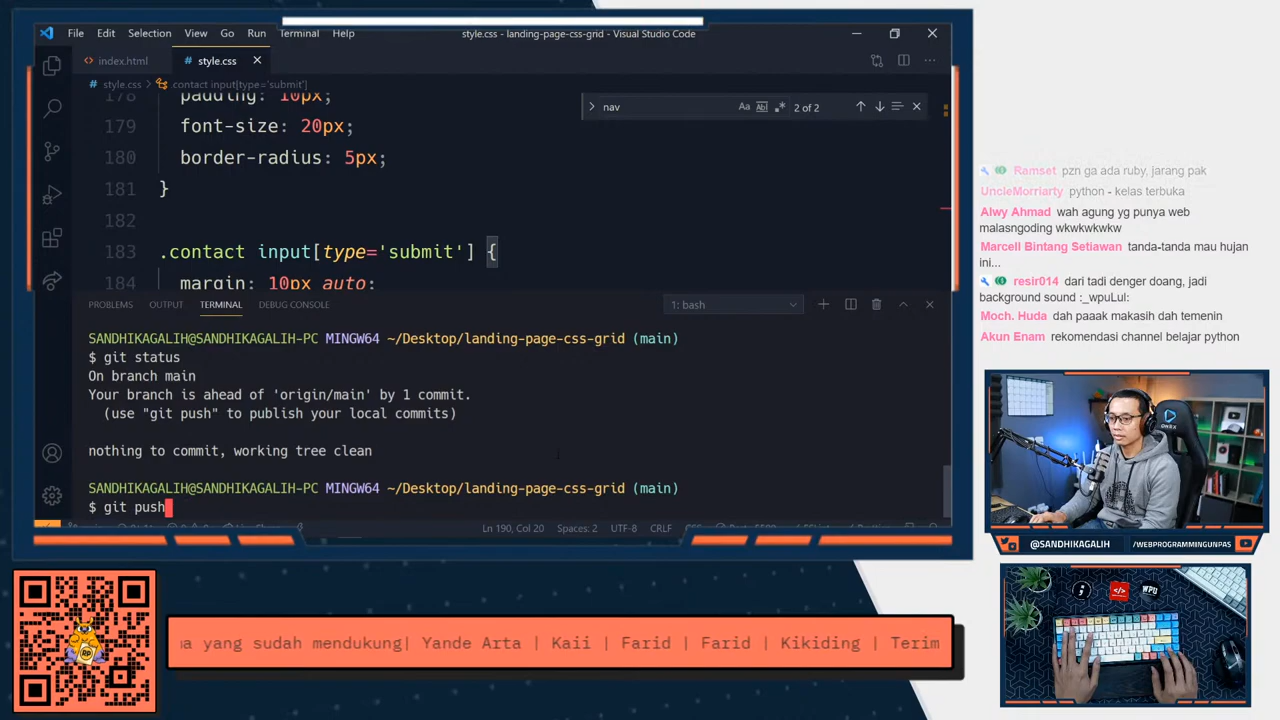 File Edit Selection View Go Run Terminal Help
style.css - landing-page-css-grid - Visual Studio Code
index.html
style.css
style.css > .contact input[type='submit']
nav
Aa
2 of 2
178 padding: 10px;
179 font-size: 20px;
180 border-radius: 5px;
181 }
182
183 .contact input[type='submit'] {
184 margin: 10px auto;
PROBLEMS OUTPUT TERMINAL DEBUG CONSOLE
1: bash
SANDHIKAGALIH@SANDHIKAGALIH-PC MINGW64 ~/Desktop/landing-page-css-grid (main)
$ git status
On branch main
Your branch is ahead of 'origin/main' by 1 commit.
(use "git push" to publish your local commits)
nothing to commit, working tree clean
SANDHIKAGALIH@SANDHIKAGALIH-PC MINGW64 ~/Desktop/landing-page-css-grid (main)
$ git push
Ln 190, Col 20 Spaces: 2 UTF-8 CRLF
Ramset pzn ga ada ruby, jarang pak
UncleMorriarty python - kelas terbuka
Alwy Ahmad wah agung yg punya web
malasngoding wkwkwkwkw
Marcell Bintang Setiawan tanda-tanda mau hujan
ini...
resir014 dari tadi denger doang, jadi
background sound :_wpuLul:
Moch. Huda dah paaak makasih dah temenin
Akun Enam rekomendasi channel belajar python
@SANDHIKAGALIH
/WEBPROGRAMMINGUNPAS
WPU
a yang sudah mendukung| Yande Arta | Kaii | Farid | Farid | Kikiding | Terim